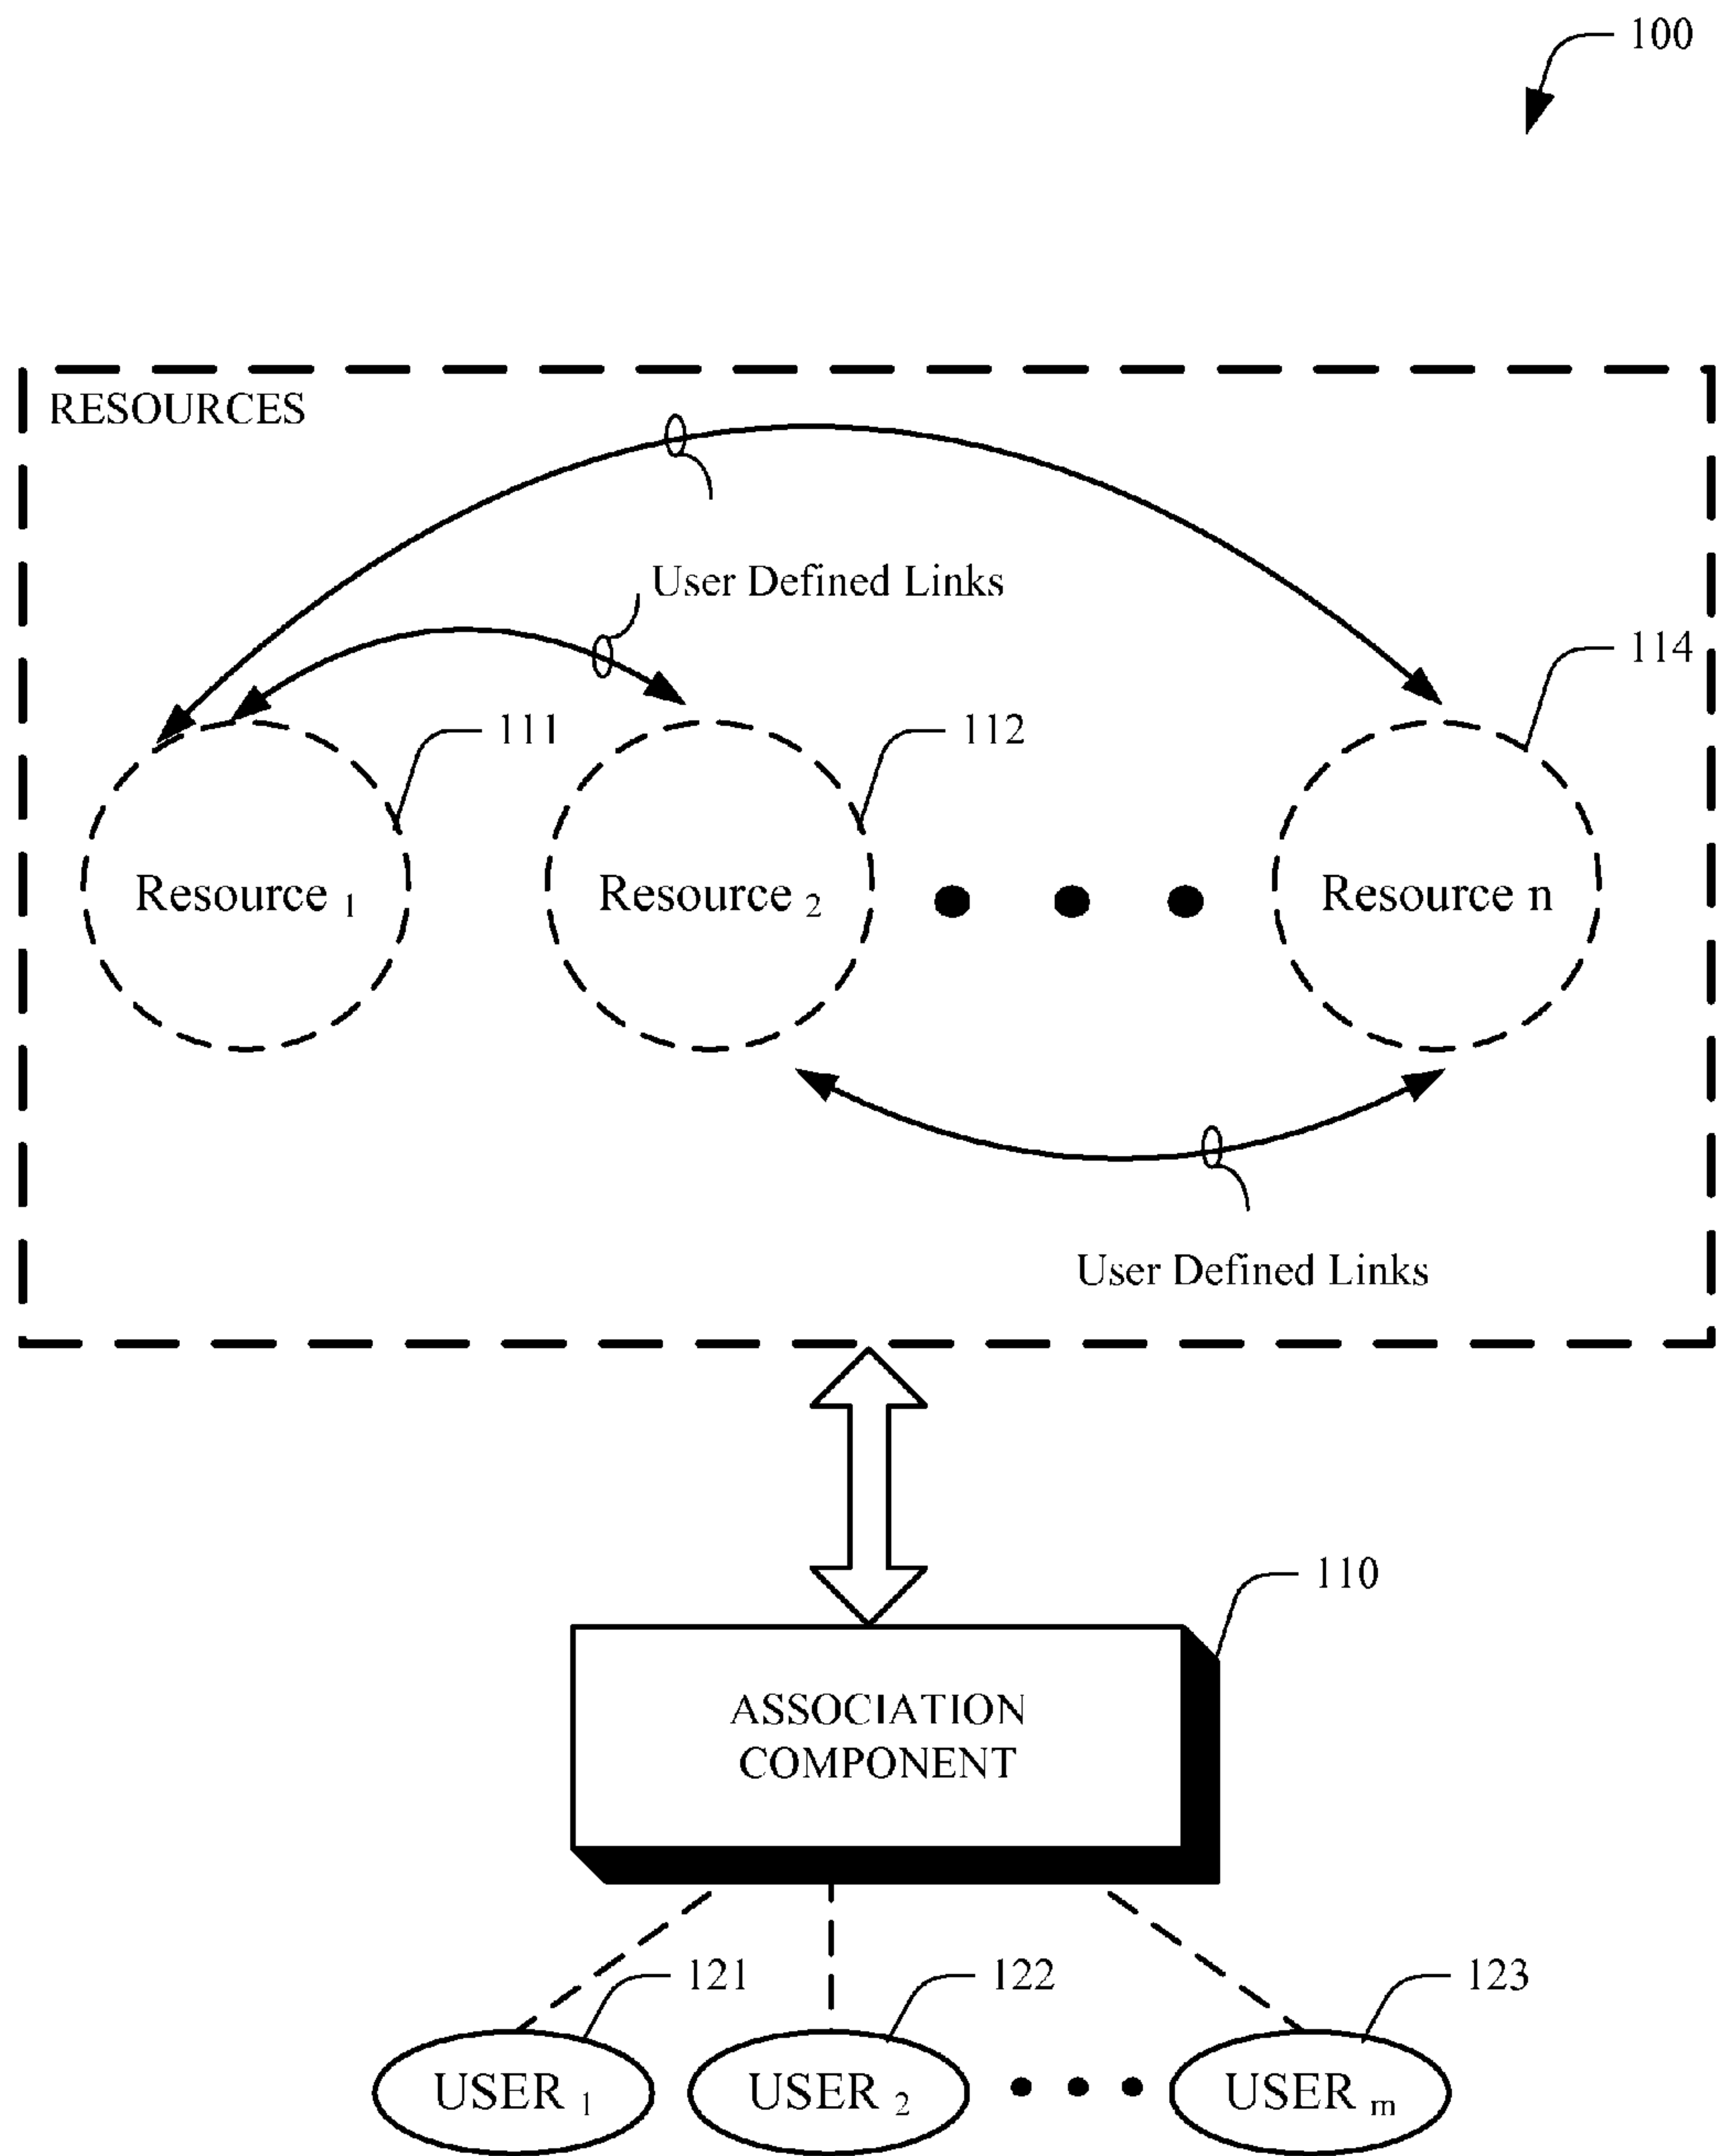 100
RESOURCES
User Defined Links
114
111
112
Resource 1
Resource 2
Resource n
User Defined Links
110
ASSOCIATION
COMPONENT
121
122
123
USER 1
USER 2
USER m